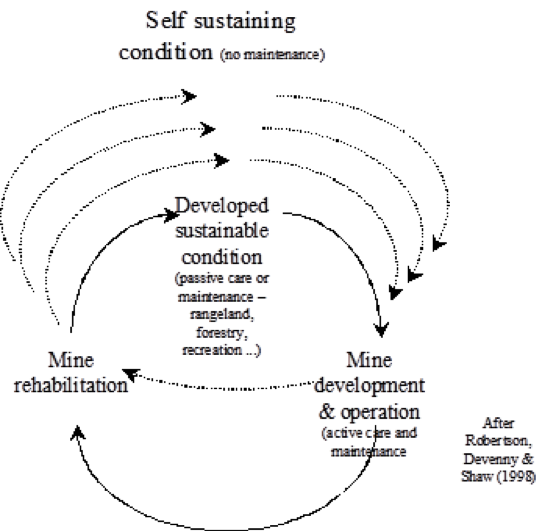 Self sustaining
condition (no maintenance)
Developed
sustainable
condition
(passive care or
maintenance –
rangeland,
forestry,
recreation ...)
Mine
rehabilitation
Mine
development
& operation
(active care and
maintenance
After
Robertson,
Devenny &
Shaw (1998)